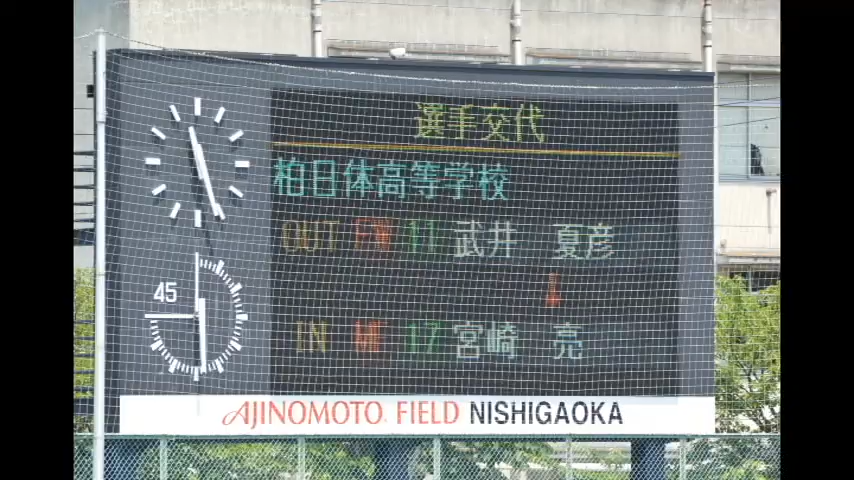 選手交代
柏日体高等学校
OUT FW 11 武井 夏彦
45
↓
IN MF 17 宮崎 亮
AJINOMOTO FIELD NISHIGAOKA